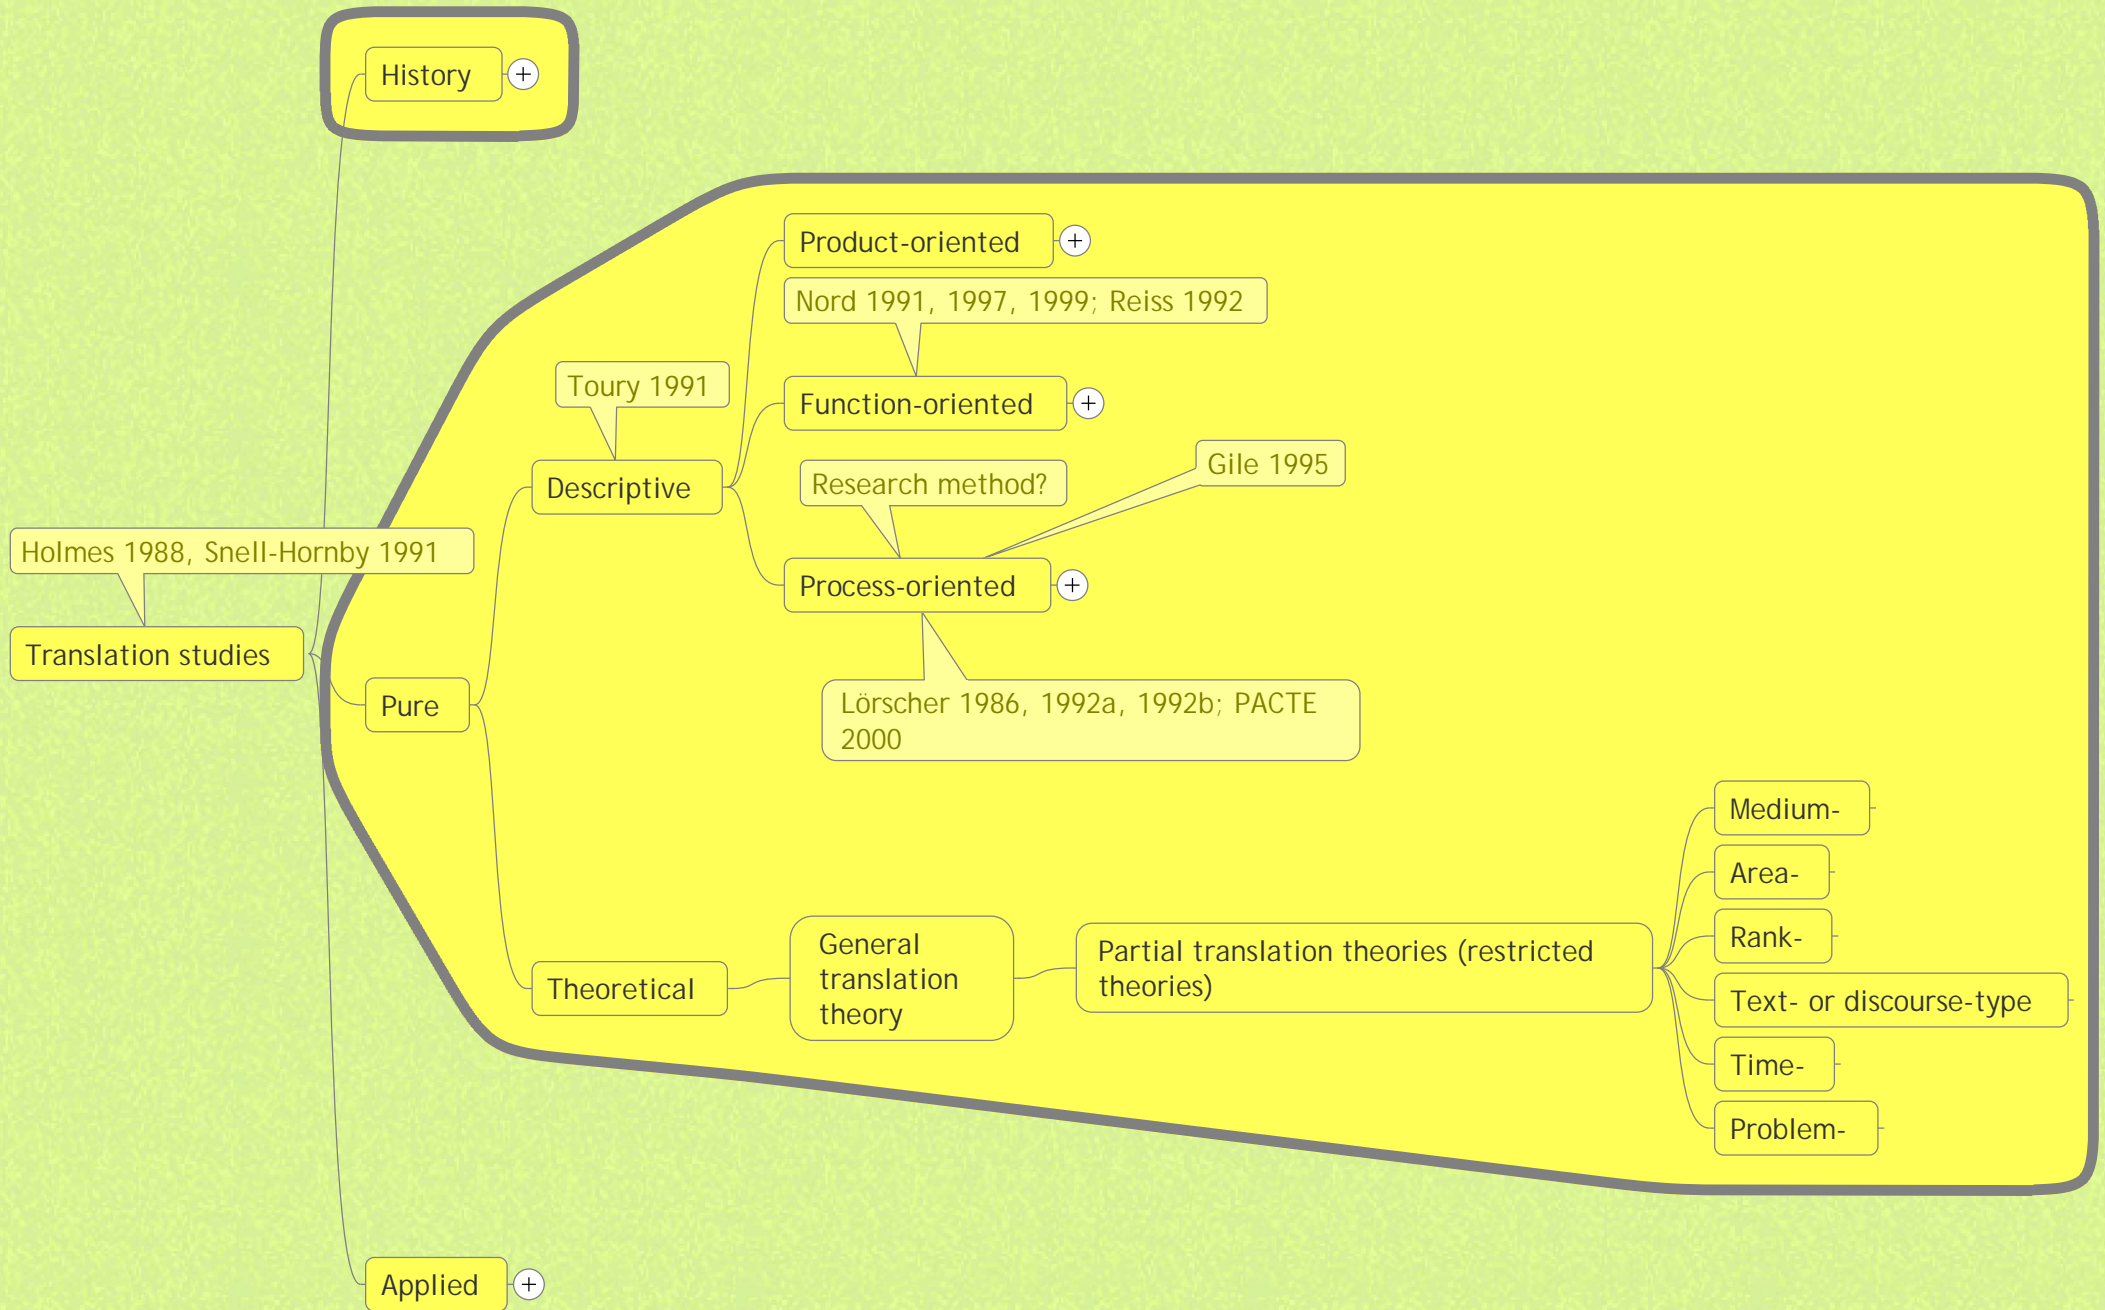 History
Product-oriented
Nord 1991, 1997, 1999; Reiss 1992
Toury 1991
Function-oriented
Gile 1995
Research method?
Descriptive
Holmes 1988, Snell-Hornby 1991
Process-oriented
Translation studies
Pure
Lörscher 1986, 1992a, 1992b; PACTE
2000
Medium-
Area-
Rank-
General
translation
theory
Partial translation theories (restricted
theories)
Theoretical
Text- or discourse-type
Time-
Problem-
Applied